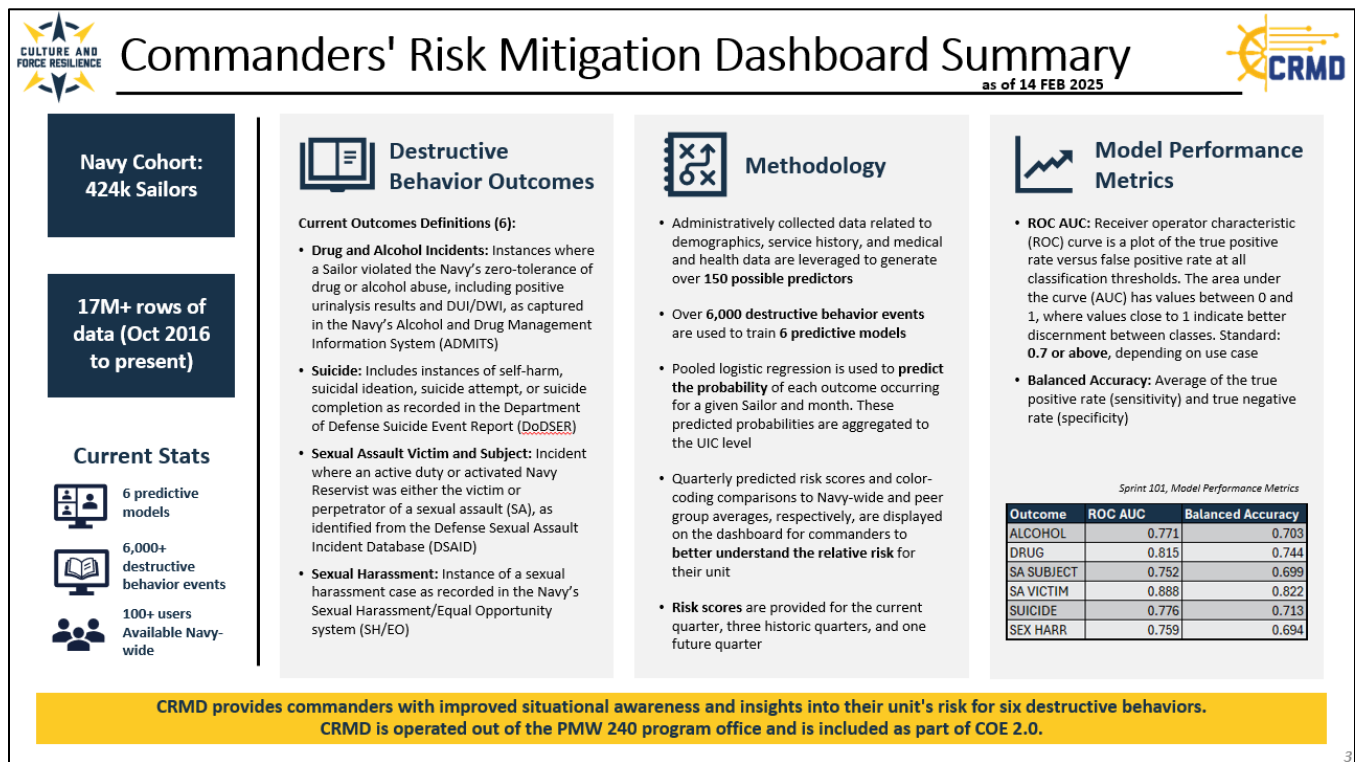 CULTURE AND
FORCE RESILIENCE
Commanders' Risk Mitigation Dashboard Summary
as of 14 FEB 2025
CRMD
Navy Cohort:
424k Sailors
17M+ rows of
data (Oct 2016
to present)
Current Stats
6 predictive
models
6,000+
destructive
behavior events
100+ users
Available Navy-
wide
Destructive
Behavior Outcomes
Current Outcomes Definitions (6):
• Drug and Alcohol Incidents: Instances where
a Sailor violated the Navy's zero-tolerance of
drug or alcohol abuse, including positive
urinalysis results and DUI/DWI, as captured
in the Navy's Alcohol and Drug Management
Information System (ADMITS)
• Suicide: Includes instances of self-harm,
suicidal ideation, suicide attempt, or suicide
completion as recorded in the Department
of Defense Suicide Event Report (DoDSER)
• Sexual Assault Victim and Subject: Incident
where an active duty or activated Navy
Reservist was either the victim or
perpetrator of a sexual assault (SA), as
identified from the Defense Sexual Assault
Incident Database (DSAID)
• Sexual Harassment: Instance of a sexual
harassment case as recorded in the Navy's
Sexual Harassment/Equal Opportunity
system (SH/EO)
Methodology
• Administratively collected data related to
demographics, service history, and medical
and health data are leveraged to generate
over 150 possible predictors
• Over 6,000 destructive behavior events
are used to train 6 predictive models
• Pooled logistic regression is used to predict
the probability of each outcome occurring
for a given Sailor and month. These
predicted probabilities are aggregated to
the UIC level
• Quarterly predicted risk scores and color-
coding comparisons to Navy-wide and peer
group averages, respectively, are displayed
on the dashboard for commanders to
better understand the relative risk for
their unit
• Risk scores are provided for the current
quarter, three historic quarters, and one
future quarter
Model Performance
Metrics
• ROC AUC: Receiver operator characteristic
(ROC) curve is a plot of the true positive
rate versus false positive rate at all
classification thresholds. The area under
the curve (AUC) has values between 0 and
1, where values close to 1 indicate better
discernment between classes. Standard:
0.7 or above, depending on use case
• Balanced Accuracy: Average of the true
positive rate (sensitivity) and true negative
rate (specificity)
Sprint 101, Model Performance Metrics
Outcome ROC AUC Balanced Accuracy
ALCOHOL 0.771 0.703
DRUG 0.815 0.744
SA SUBJECT 0.752 0.699
SA VICTIM 0.888 0.822
SUICIDE 0.776 0.713
SEX HARR 0.759 0.694
CRMD provides commanders with improved situational awareness and insights into their unit's risk for six destructive behaviors.
CRMD is operated out of the PMW 240 program office and is included as part of COE 2.0.
3